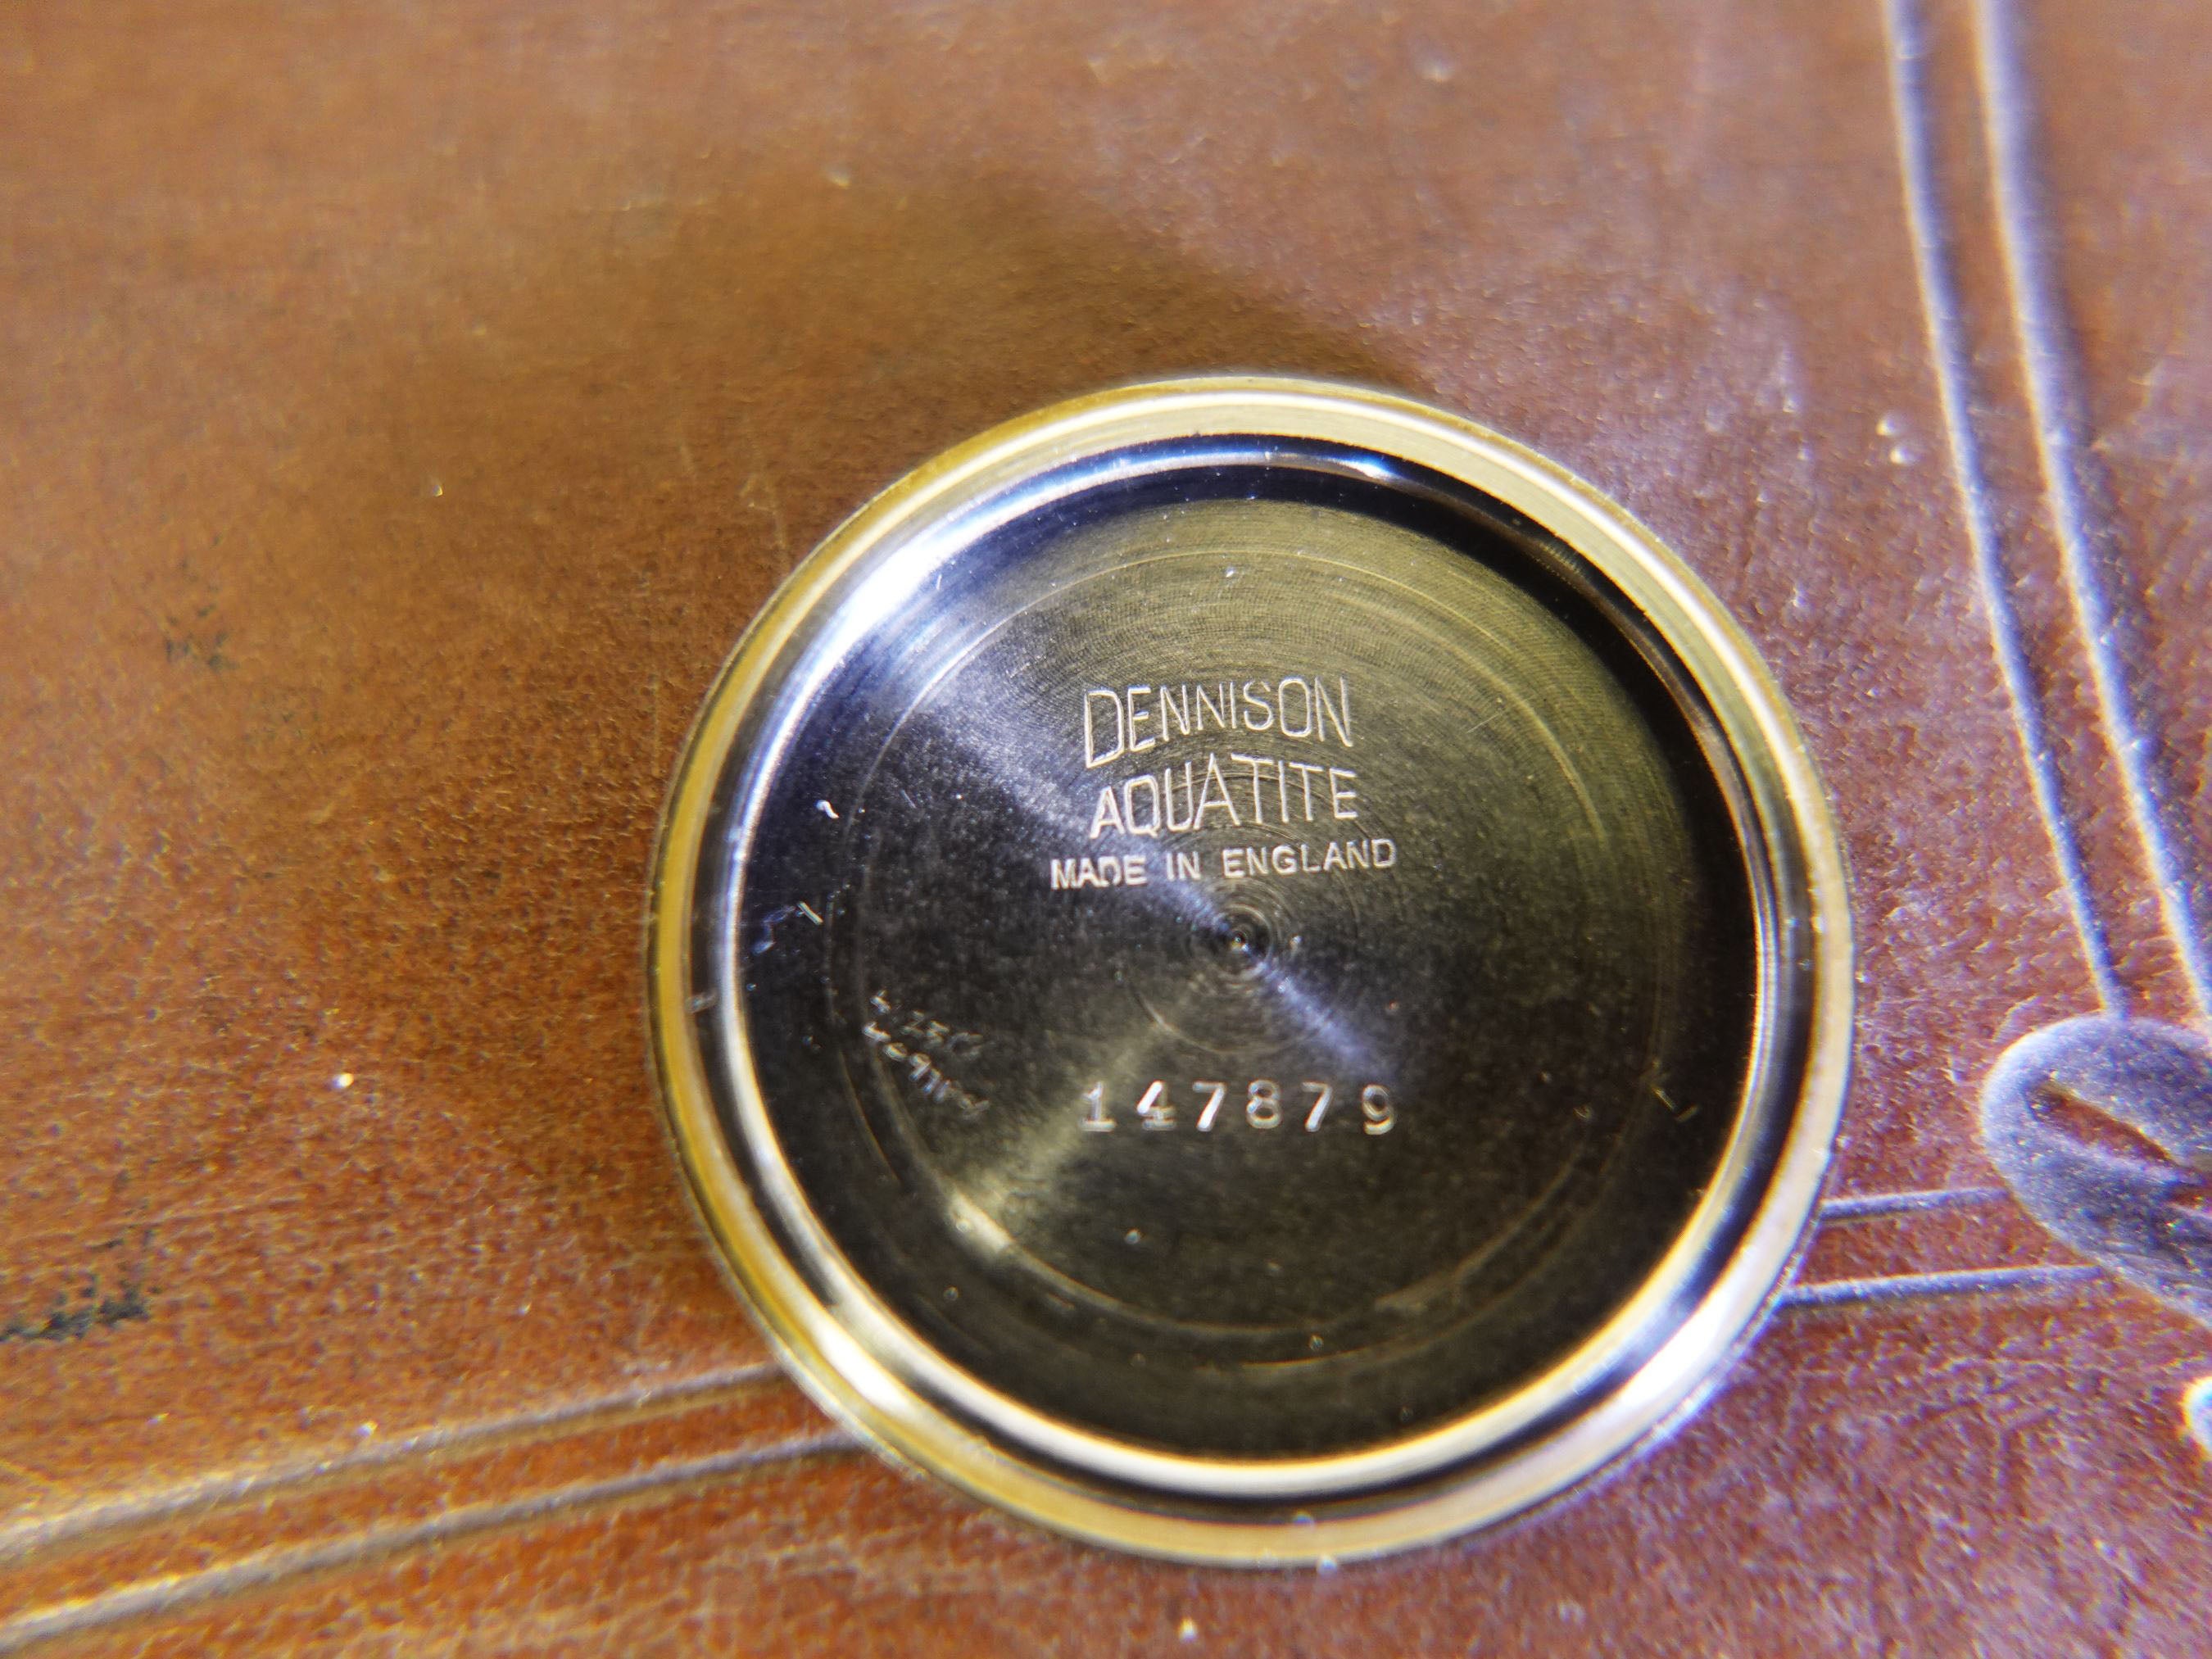 DENNISON
AQUATITE
MADE IN ENGLAND
147879